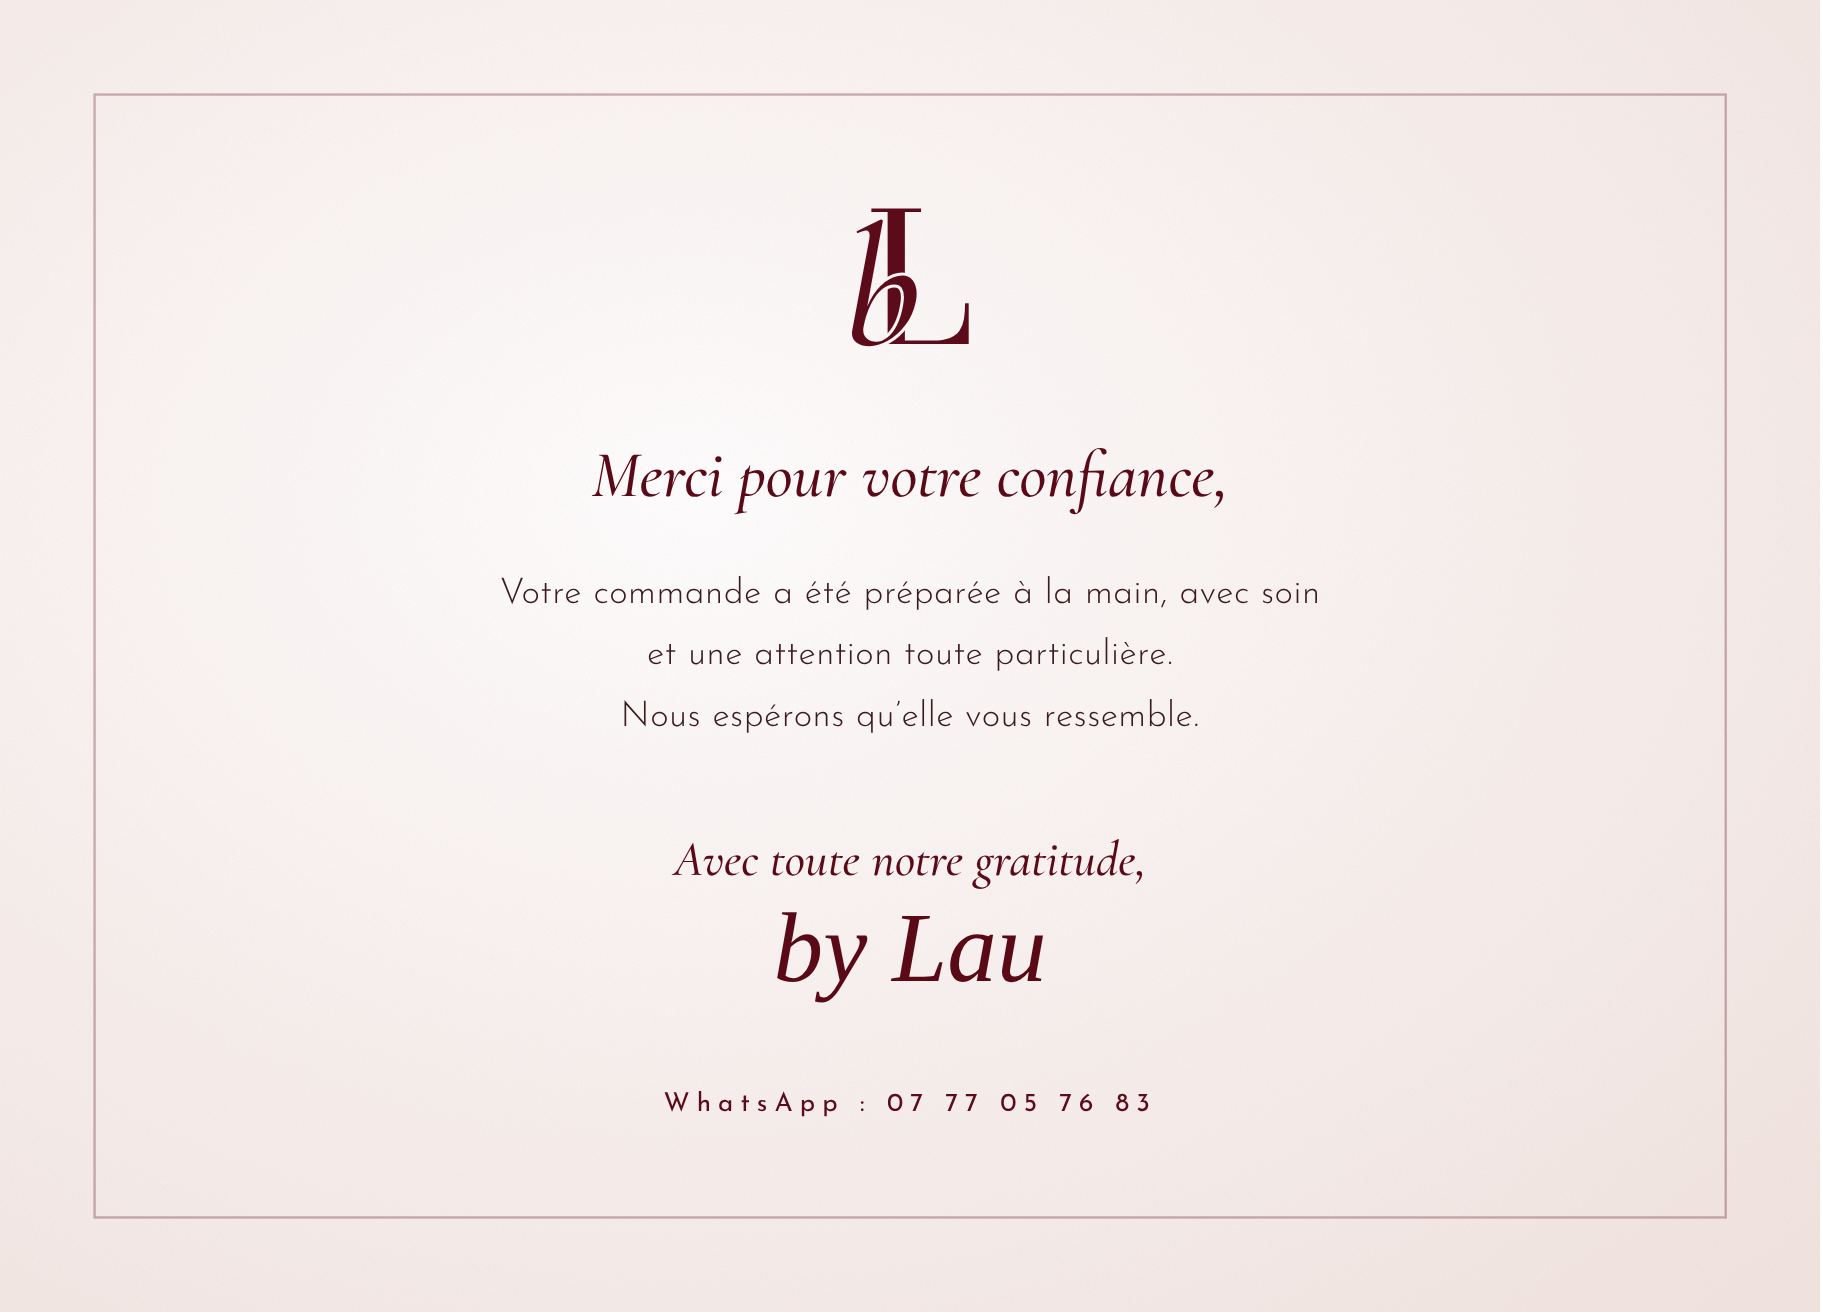 bL
Merci pour votre confiance,
Votre commande a été préparée à la main, avec soin
et une attention toute particulière.
Nous espérons qu’elle vous ressemble.
Avec toute notre gratitude,
by Lau
WhatsApp : 07 77 05 76 83